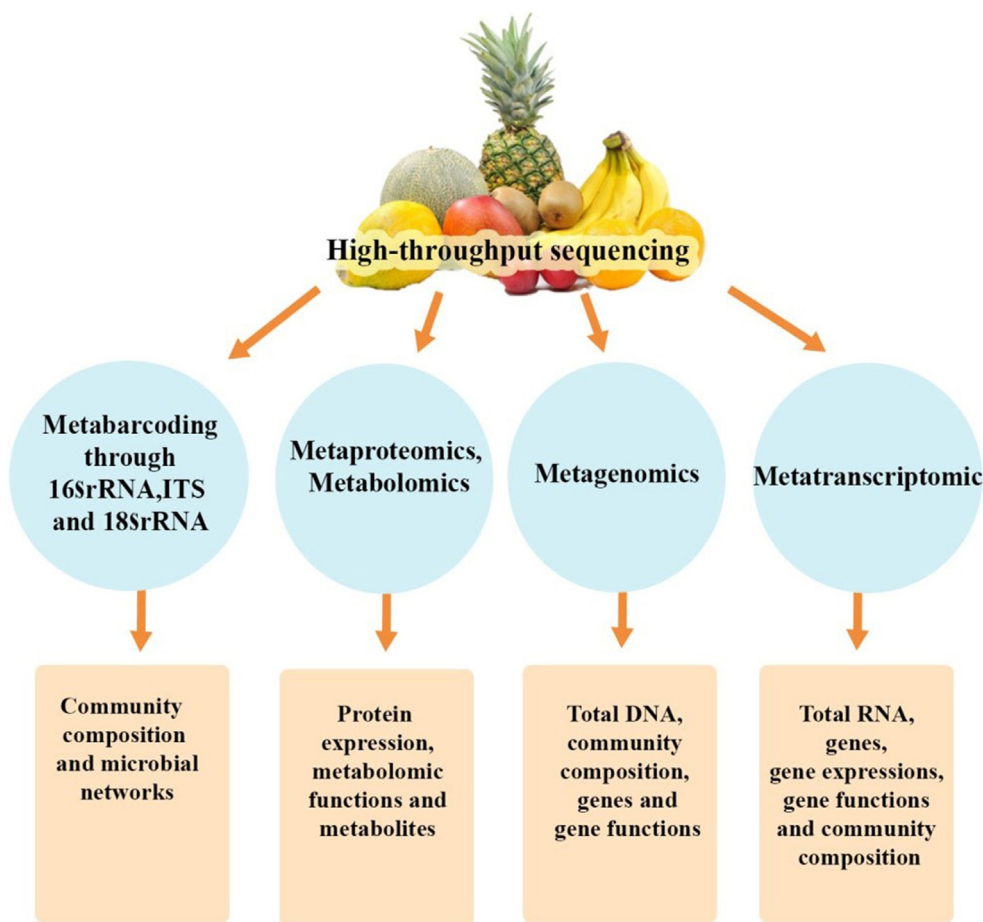 High-throughput sequencing
Metabarcoding
through
16SrRNA,ITS
and 18SrRNA
Metaproteomics,
Metabolomics
Metagenomics
Metatranscriptomic
Community
composition
and microbial
networks
Protein
expression,
metabolomic
functions and
metabolites
Total DNA,
community
composition,
genes and
gene functions
Total RNA,
genes,
gene expressions,
gene functions
and community
composition